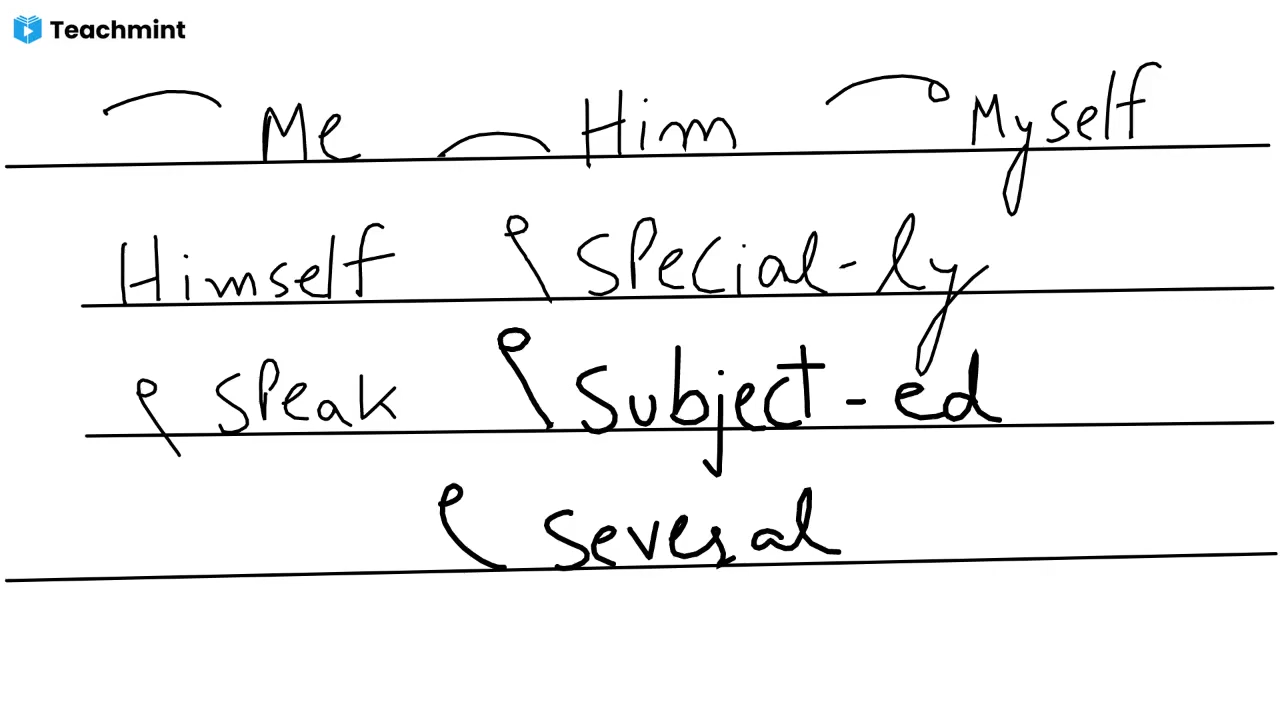 Teachmint
Me Him Myself
Himself Special-ly
Speak Subject-ed
Several